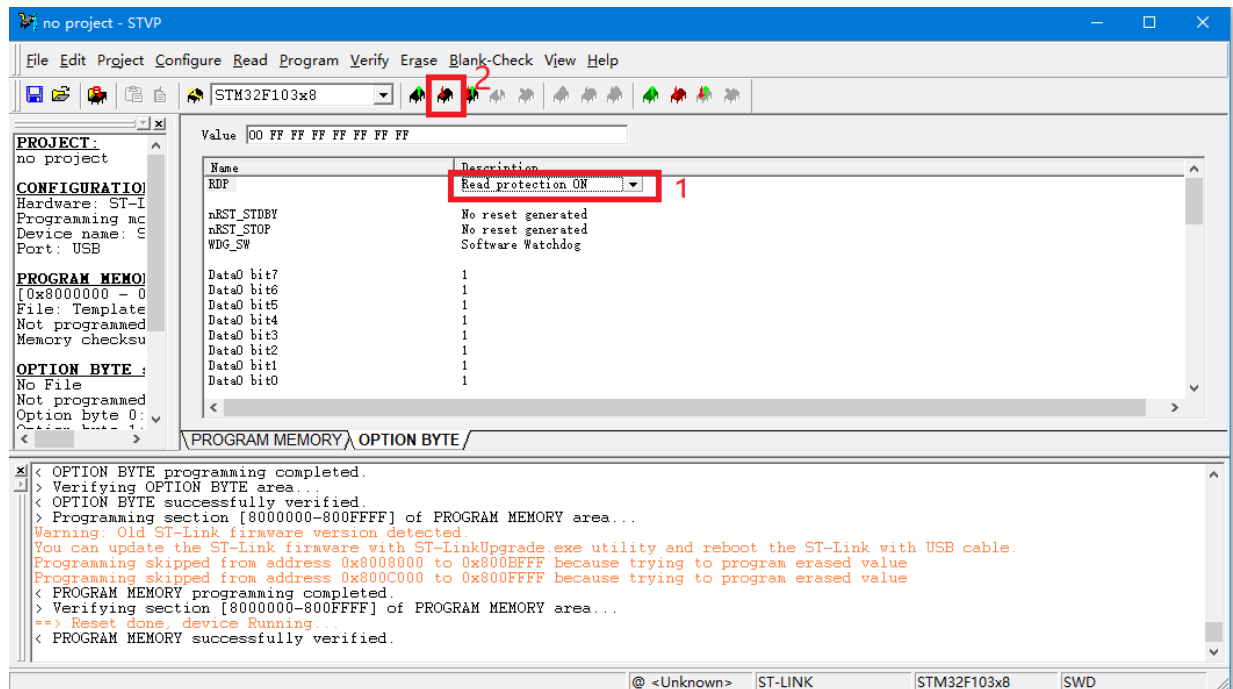 no project - STVP
File Edit Project Configure Read Program Verify Erase Blank-Check View Help
2
STM32F103x8
PROJECT:
no project
CONFIGURATIO
Hardware: ST-L
Programming mc
Device name: S
Port: USB
PROGRAM MEMO
[0x8000000 - 0
File: Template
Not programmed
Memory checksu
OPTION BYTE :
No File
Not programmed
Option byte 0:
Value 00 FF FF FF FF FF FF FF
Name Description
RDP Read protection ON
1
nRST_STDBY No reset generated
nRST_STOP No reset generated
WDG_SW Software Watchdog
Data0 bit7 1
Data0 bit6 1
Data0 bit5 1
Data0 bit4 1
Data0 bit3 1
Data0 bit2 1
Data0 bit1 1
Data0 bit0 1
PROGRAM MEMORY OPTION BYTE
< OPTION BYTE programming completed.
> Verifying OPTION BYTE area...
< OPTION BYTE successfully verified.
> Programming section [8000000-800FFFF] of PROGRAM MEMORY area...
Warning: Old ST-Link firmware version detected.
You can update the ST-Link firmware with ST-LinkUpgrade.exe utility and reboot the ST-Link with USB cable.
Programming skipped from address 0x8008000 to 0x800BFFF because trying to program erased value
Programming skipped from address 0x800C000 to 0x800FFFF because trying to program erased value
< PROGRAM MEMORY programming completed.
> Verifying section [8000000-800FFFF] of PROGRAM MEMORY area...
==> Reset done, device Running...
< PROGRAM MEMORY successfully verified.
@ <Unknown> ST-LINK STM32F103x8 SWD